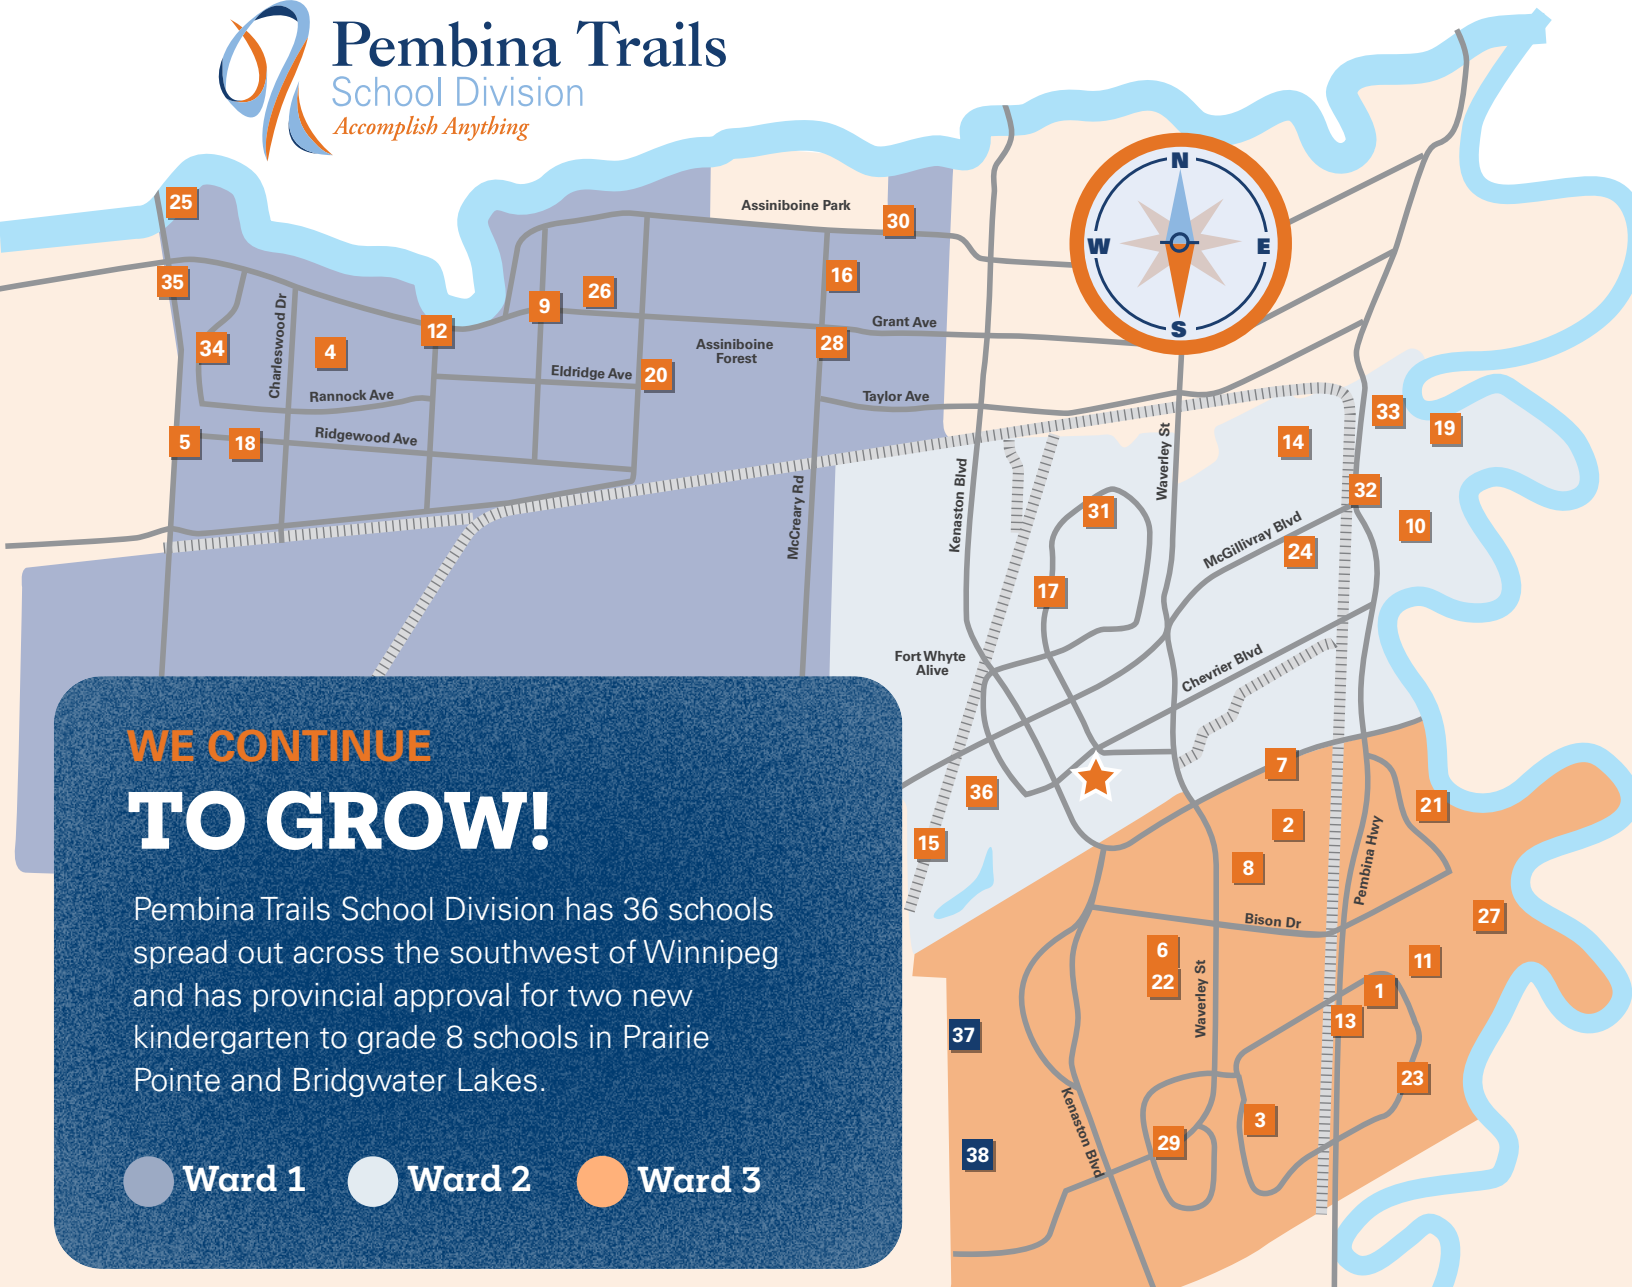 Pembina Trails
School Division
Accomplish Anything
N
W
E
S
25
Assiniboine Park
30
35
16
26
9
Charleswood Dr
12
Grant Ave
34
4
28
Assiniboine
Forest
Eldridge Ave
20
Rannock Ave
Taylor Ave
33
19
5
18
Ridgewood Ave
14
Waverley St
Kenaston Blvd
McCreary Rd
32
31
10
McGillivray Blvd
24
17
Fort Whyte
Alive
Chevrier Blvd
7
36
21
2
15
8
Pembina Hwy
27
Bison Dr
6
22
11
Waverley St
1
13
37
23
Kenaston Blvd
3
29
38
WE CONTINUE
TO GROW!
Pembina Trails School Division has 36 schools
spread out across the southwest of Winnipeg
and has provincial approval for two new
kindergarten to grade 8 schools in Prairie
Pointe and Bridgwater Lakes.
Ward 1
Ward 2
Ward 3